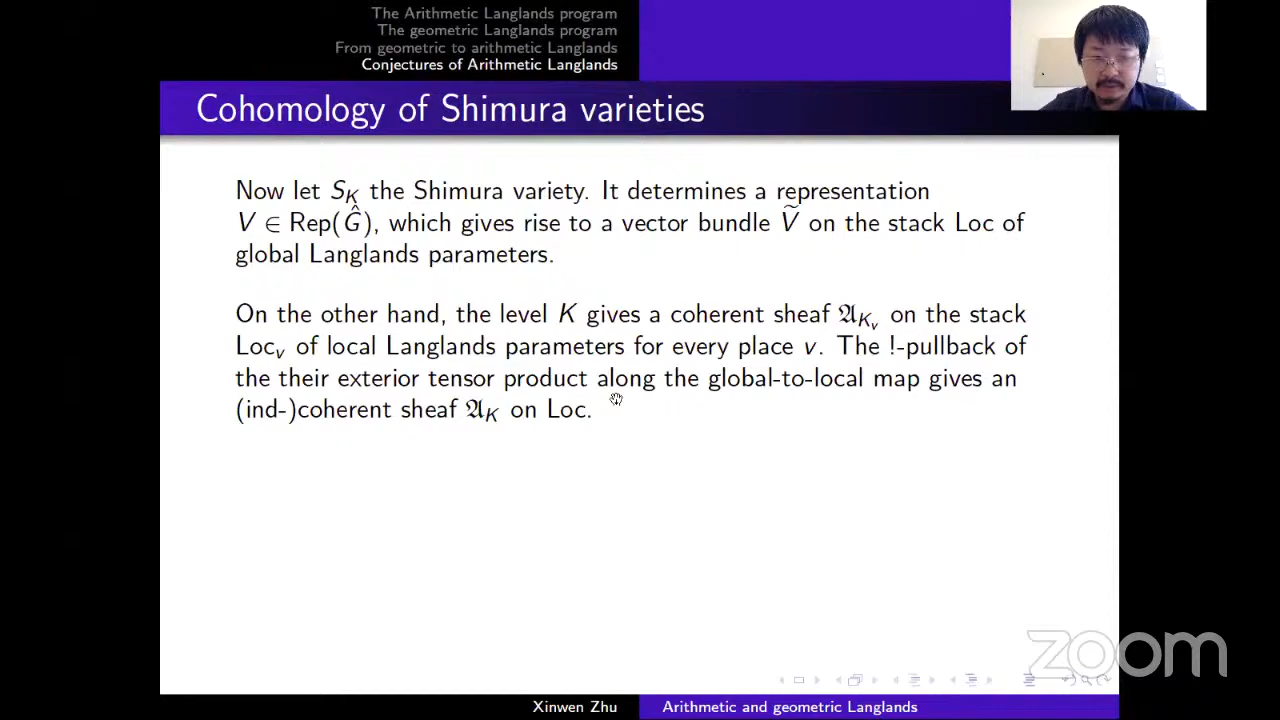 The Arithmetic Langlands program
The geometric Langlands program
From geometric to arithmetic Langlands
Conjectures of Arithmetic Langlands
Cohomology of Shimura varieties
Now let S_K the Shimura variety. It determines a representation
V ∈ Rep(Ĝ), which gives rise to a vector bundle Ṽ on the stack Loc of
global Langlands parameters.
On the other hand, the level K gives a coherent sheaf 𝔄_{K_v} on the stack
Loc_v of local Langlands parameters for every place v. The !-pullback of
the their exterior tensor product along the global-to-local map gives an
(ind-)coherent sheaf 𝔄_K on Loc.
zoom
Xinwen Zhu
Arithmetic and geometric Langlands